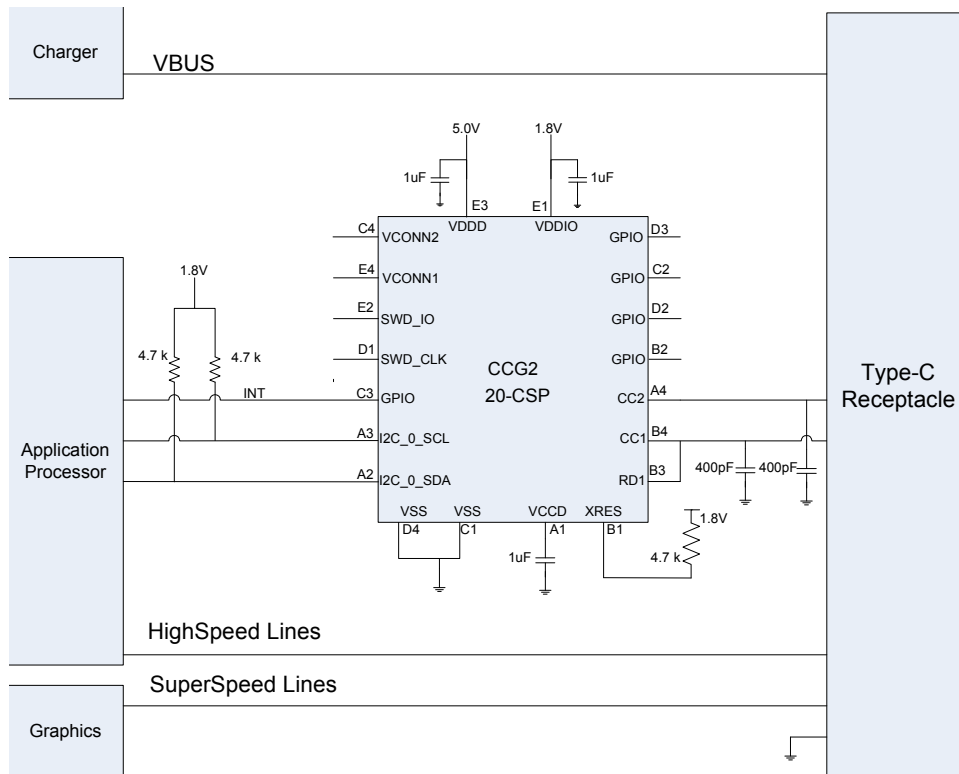 Charger
VBUS
5.0V
1.8V
1uF
1uF
E3
E1
VDDD
VDDIO
C4
VCONN2
GPIO
D3
E4
VCONN1
GPIO
C2
E2
SWD_IO
GPIO
D2
D1
SWD_CLK
GPIO
B2
CCG2
20-CSP
1.8V
4.7 k
4.7 k
INT
C3
GPIO
CC2
A4
A3
I2C_0_SCL
CC1
B4
A2
I2C_0_SDA
RD1
B3
Application
Processor
Type-C
Receptacle
400pF
400pF
VSS
VSS
VCCD
XRES
D4
C1
A1
B1
1uF
1.8V
4.7 k
HighSpeed Lines
SuperSpeed Lines
Graphics